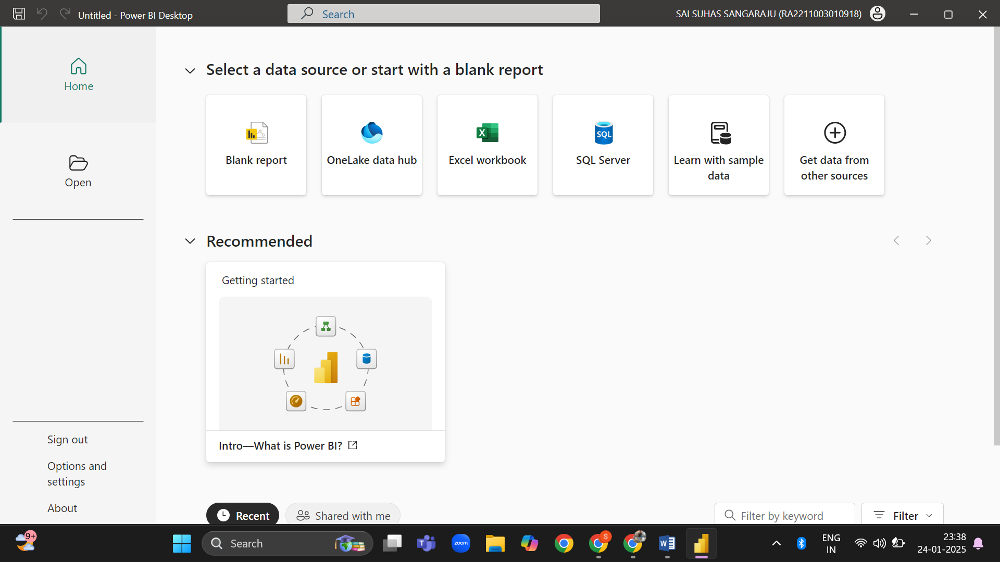 Untitled - Power BI Desktop
Search
SAI SUHAS SANGARAJU (RA2211003010918)
Home
Open
Sign out
Options and
settings
About
Select a data source or start with a blank report
Blank report
OneLake data hub
Excel workbook
SQL
SQL Server
Learn with sample
data
Get data from
other sources
Recommended
Getting started
Intro—What is Power BI?
Recent
Shared with me
Filter by keyword
Filter
9+
Search
T
zoom
S
W
ENG
IN
23:38
24-01-2025